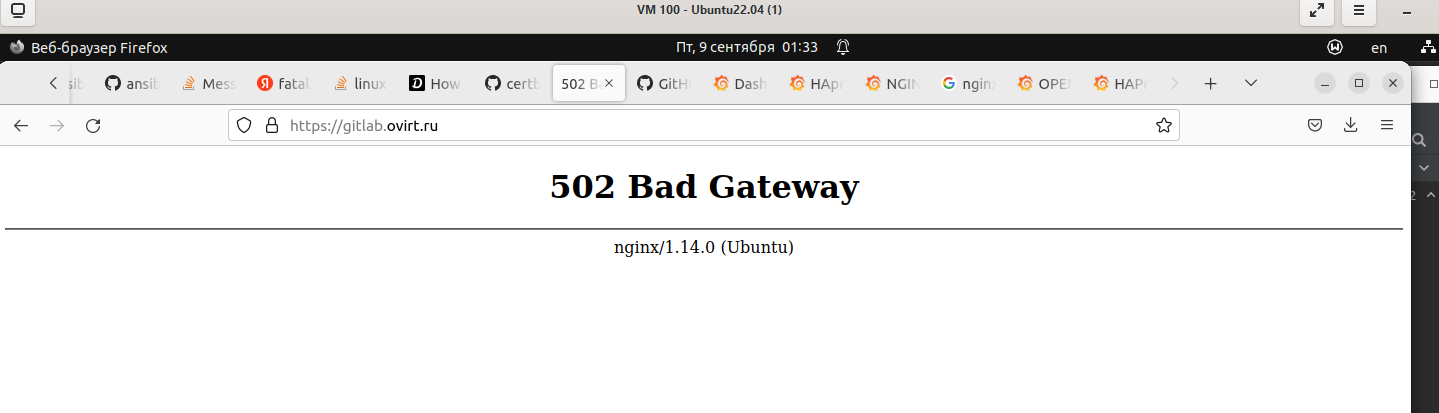 VM 100 - Ubuntu22.04 (1)
Веб-браузер Firefox
Пт, 9 сентября 01:33
en
ansib
Mess
fatal
linux
How
certb
502 Ba
GitH
Dash
HApr
NGIN
nginx
OPEN
HAPr
https://gitlab.ovirt.ru
502 Bad Gateway
nginx/1.14.0 (Ubuntu)